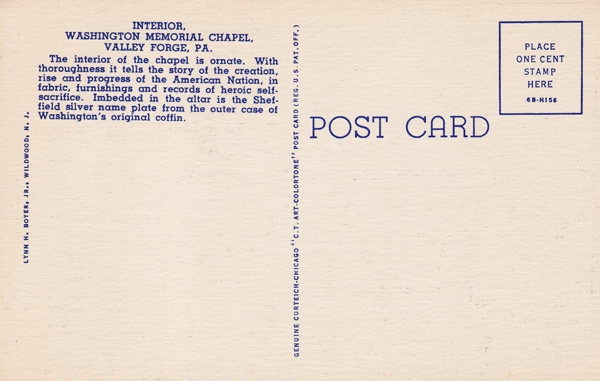 INTERIOR,
WASHINGTON MEMORIAL CHAPEL,
VALLEY FORGE, PA.
The interior of the chapel is ornate. With
thoroughness it tells the story of the creation,
rise and progress of the American Nation, in
fabric, furnishings and records of heroic self-
sacrifice. Imbedded in the altar is the Shef-
field silver name plate from the outer case of
Washington's original coffin.
LYNN H. BOYER, JR., WILDWOOD, N. J.
GENUINE CURTEICH-CHICAGO "C.T. ART-COLORTONE" POST CARD (REG. U.S. PAT. OFF.)
POST CARD
PLACE
ONE CENT
STAMP
HERE
6B-H156